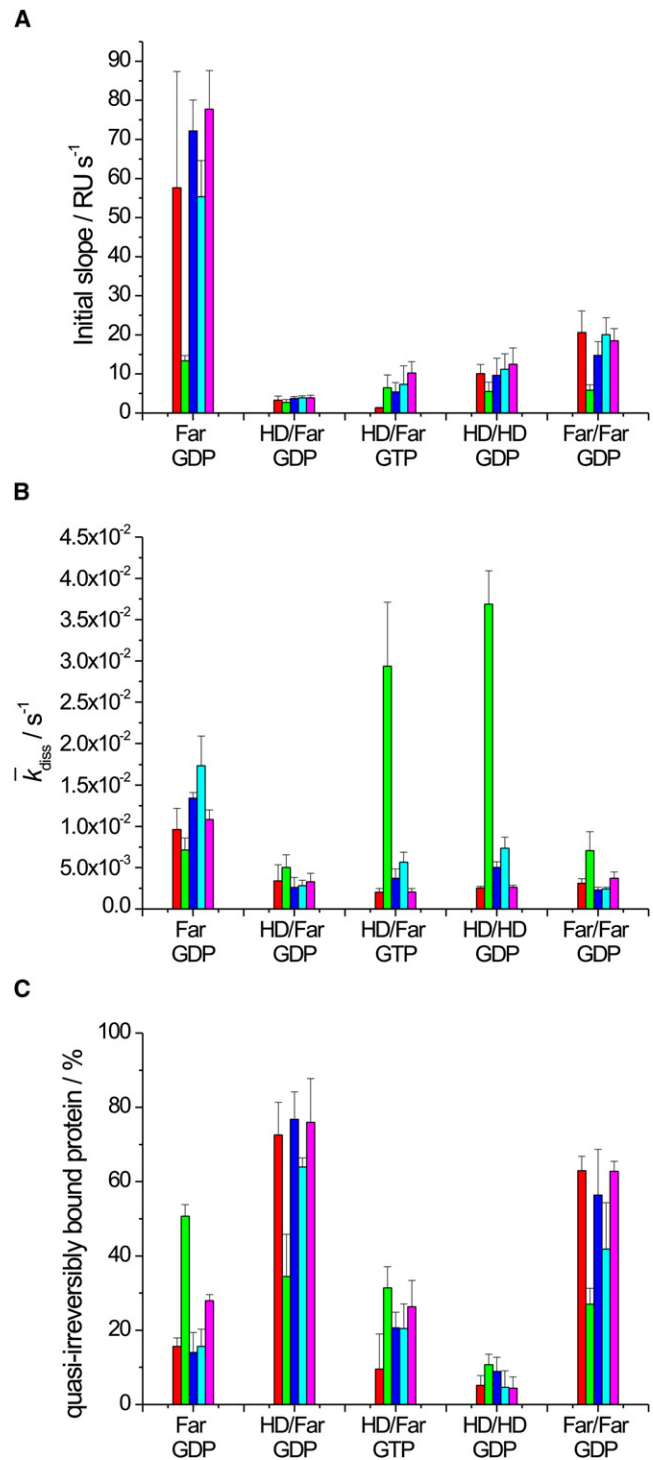 A
Initial slope / RU s⁻¹
90
80
70
60
50
40
30
20
10
0
Far HD/Far HD/Far HD/HD Far/Far
GDP GDP GTP GDP GDP
B
k̅diss / s⁻¹
4.5x10⁻²
4.0x10⁻²
3.5x10⁻²
3.0x10⁻²
2.5x10⁻²
2.0x10⁻²
1.5x10⁻²
1.0x10⁻²
5.0x10⁻³
0.0
Far HD/Far HD/Far HD/HD Far/Far
GDP GDP GTP GDP GDP
C
quasi-irreversibly bound protein / %
100
80
60
40
20
0
Far HD/Far HD/Far HD/HD Far/Far
GDP GDP GTP GDP GDP